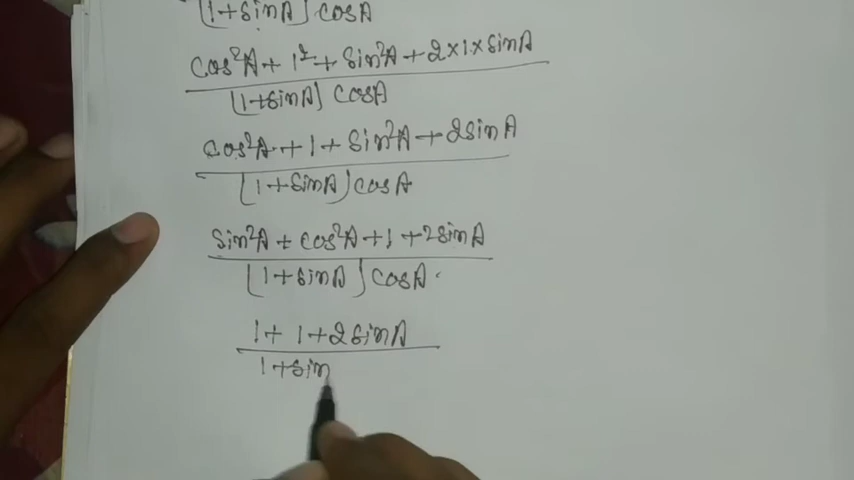 (1+sinA) cosA
cos²A + 1² + sin²A + 2×1×sinA
(1+sinA) cosA
cos²A + 1 + sin²A + 2sinA
(1+sinA) cosA
sin²A + cos²A + 1 + 2sinA
(1+sinA) cosA
1 + 1 + 2sinA
1+sin